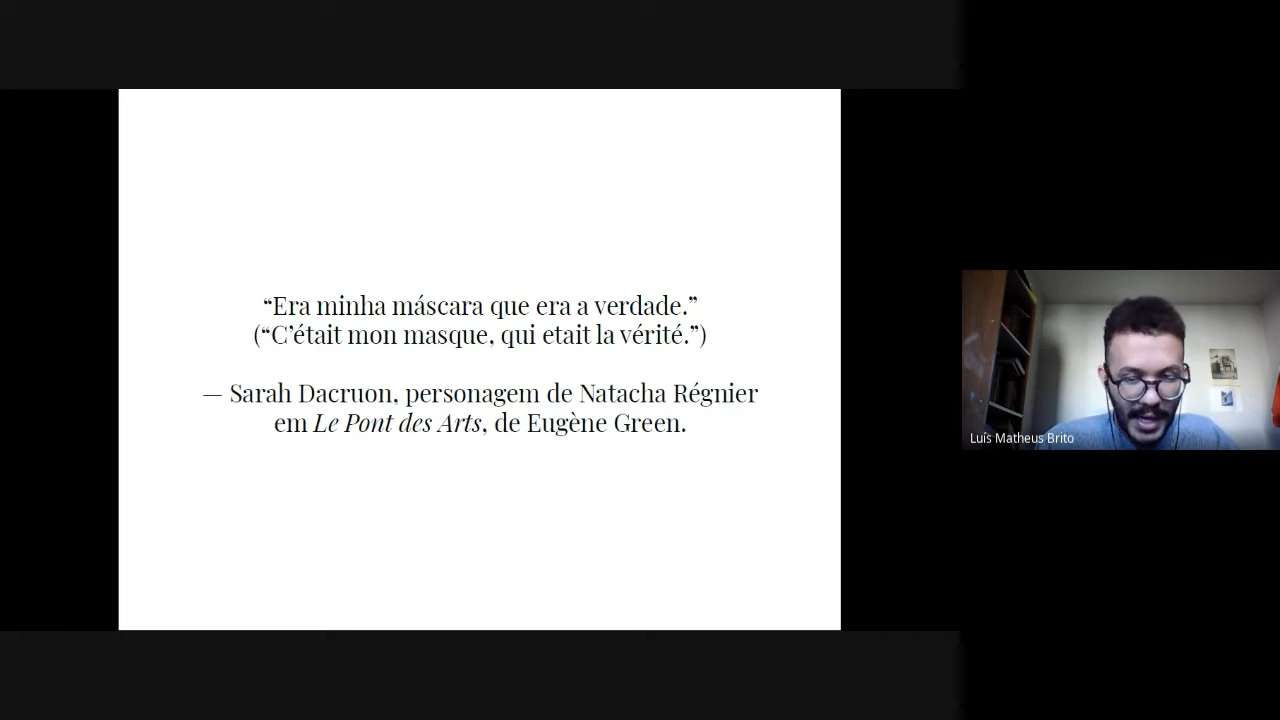 “Era minha máscara que era a verdade.”
(“C’était mon masque, qui etait la vérité.”)
— Sarah Dacruon, personagem de Natacha Régnier
em Le Pont des Arts, de Eugène Green.
Luís Matheus Brito